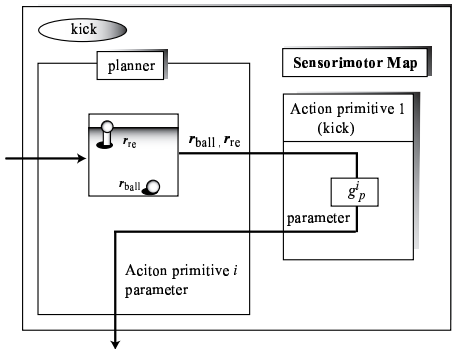 kick
planner
Sensorimotor Map
Action primitive 1
(kick)
r_re
r_ball , r_re
r_ball
g^i_p
parameter
Aciton primitive i
parameter